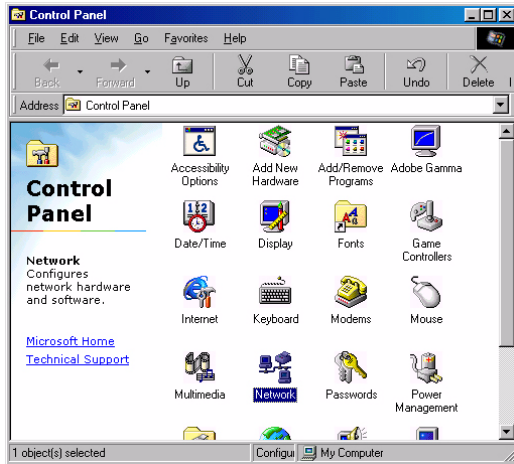 Control Panel
File Edit View Go Favorites Help
Back Forward Up Cut Copy Paste Undo Delete
Address Control Panel
Control
Panel
Network
Configures
network hardware
and software.
Microsoft Home
Technical Support
Accessibility
Options
Add New
Hardware
Add/Remove
Programs
Adobe Gamma
Date/Time
Display
Fonts
Game
Controllers
Internet
Keyboard
Modems
Mouse
Multimedia
Network
Passwords
Power
Management
1 object(s) selected Configui My Computer